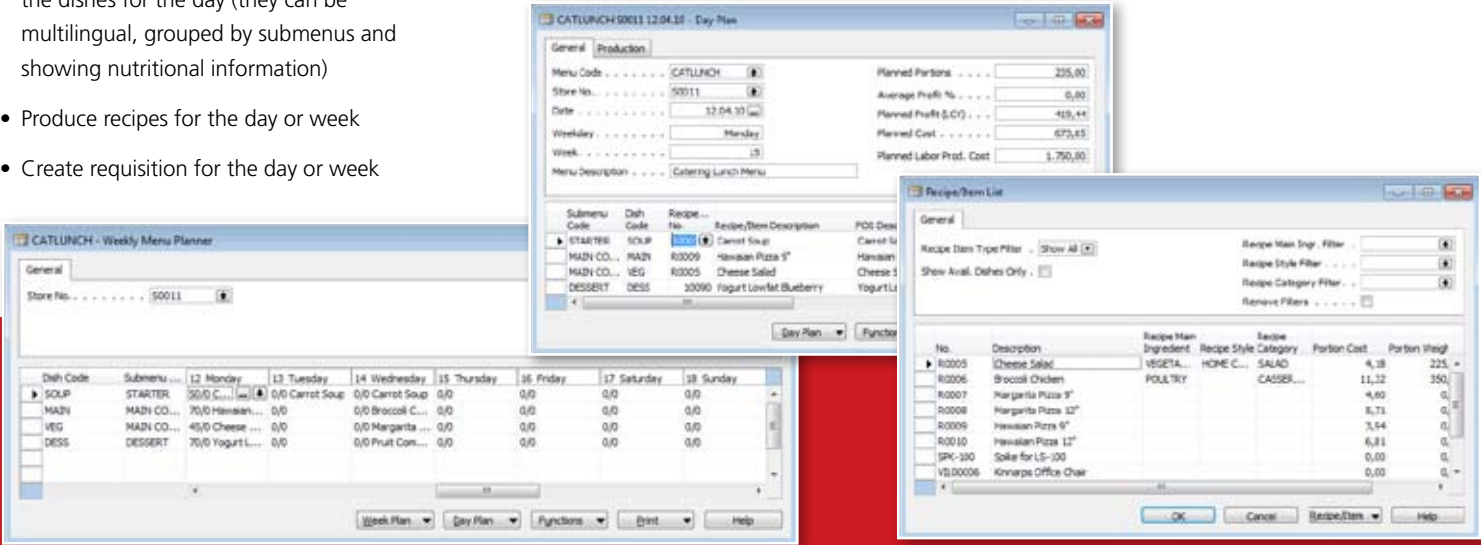 the dishes for the day (they can be
multilingual, grouped by submenus and
showing nutritional information)
• Produce recipes for the day or week
• Create requisition for the day or week
CATLUNCH S0011 12.04.10 - Day Plan
General Production
Menu Code CATLUNCH
Store No. S0011
Date 12.04.10
Weekday Monday
Week 15
Menu Description Catering Lunch Menu
Planned Portions 235,00
Average Profit % 0,00
Planned Profit (LCY) 419,44
Planned Cost 673,65
Planned Labor Prod. Cost 1.750,00
Submenu Code Dish Code Recipe... No. Recipe/Item Description POS Desc
STARTER SOUP Carrot Soup
MAIN CO... MAIN R0009 Hawaiian Pizza 9" Hawaiian
MAIN CO... VEG R0005 Cheese Salad Cheese S
DESSERT DESS 10090 Yogurt Lowfat Blueberry Yogurt L
Day Plan Function
CATLUNCH - Weekly Menu Planner
General
Store No. S0011
Dish Code Submenu ... 12 Monday 13 Tuesday 14 Wednesday 15 Thursday 16 Friday 17 Saturday 18 Sunday
SOUP STARTER 50/0 C... 0/0 Carrot Soup 0/0 Carrot Soup 0/0 0/0 0/0 0/0
MAIN MAIN CO... 70/0 Hawaiian... 0/0 0/0 Broccoli C... 0/0 0/0 0/0 0/0
VEG MAIN CO... 45/0 Cheese ... 0/0 0/0 Margarita ... 0/0 0/0 0/0 0/0
DESS DESSERT 70/0 Yogurt L... 0/0 0/0 Fruit Com... 0/0 0/0 0/0 0/0
Week Plan Day Plan Functions Print Help
Recipe/Item List
General
Recipe Item Type Filter Show All
Show Avail. Dishes Only
Recipe Main Ingr. Filter
Recipe Style Filter
Recipe Category Filter
Remove Filters
No. Description Recipe Main Ingredient Recipe Style Recipe Category Portion Cost Portion Weigh
R0005 Cheese Salad VEGETA... HOME C... SALAD 4,18 225,
R0006 Broccoli Chicken POULTRY CASSER... 11,32 350,
R0007 Margarita Pizza 9" 4,60 0,
R0008 Margarita Pizza 12" 8,71 0,
R0009 Hawaiian Pizza 9" 3,54 0,
R0010 Hawaiian Pizza 12" 6,81 0,
SPK-100 Spike for LS-100 0,00 0,
VIL00006 Kinnarps Office Chair 0,00 0,
OK Cancel Recipe/Item Help